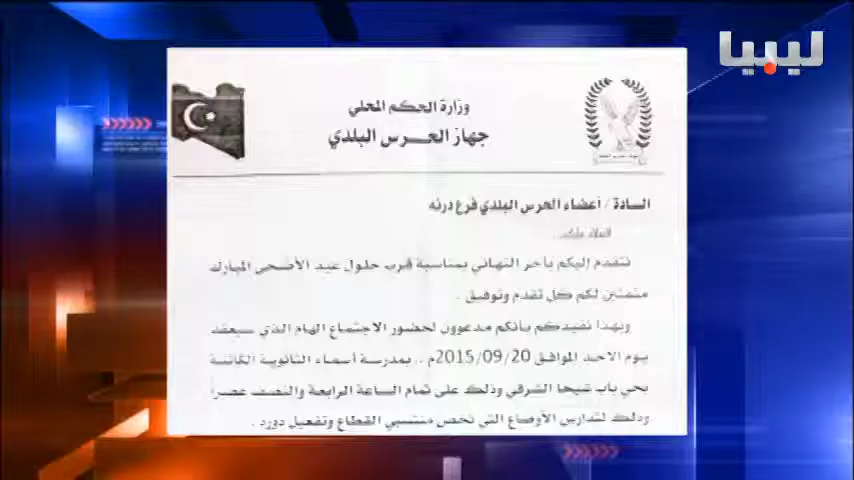 ليبيا
وزارة الحكم المحلي
جهاز الحرس البلدي
السادة / أعضاء الحرس البلدي فرع درنه
نتقدم إليكم بأحر التهاني بمناسبة قرب حلول عيد الأضحى المبارك
متمنين لكم كل تقدم وتوفيق .
وبهذا نفيدكم بأنكم مدعوون لحضور الاجتماع الهام الذي سيعقد
يوم الاحد الموافق 2015/09/20م .. بمدرسة أسماء الثانوية الكائنة
بحي باب شيحا الشرقي وذلك على تمام الساعة الرابعة والنصف عصرا
وذلك لتدارس الأوضاع التي تخص منتسبي القطاع وتفعيل دوره .